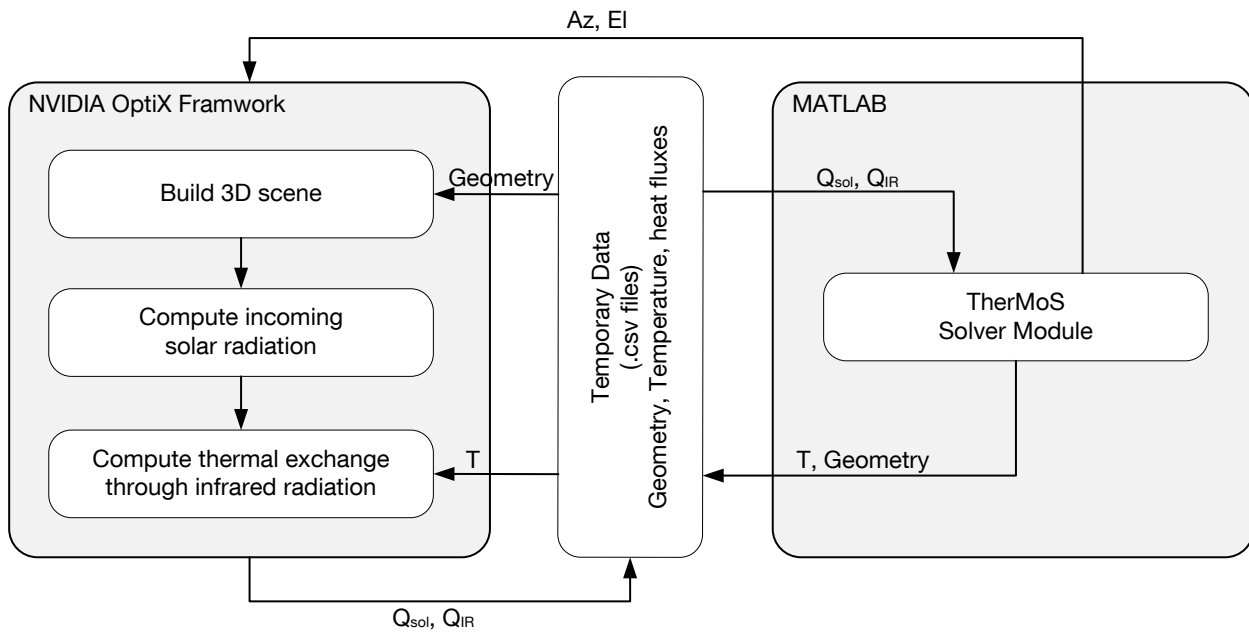 Az, El
NVIDIA OptiX Framwork
Build 3D scene
Compute incoming
solar radiation
Compute thermal exchange
through infrared radiation
Geometry
T
Temporary Data
(.csv files)
Geometry, Temperature, heat fluxes
MATLAB
Qsol, QIR
TherMoS
Solver Module
T, Geometry
Qsol, QIR